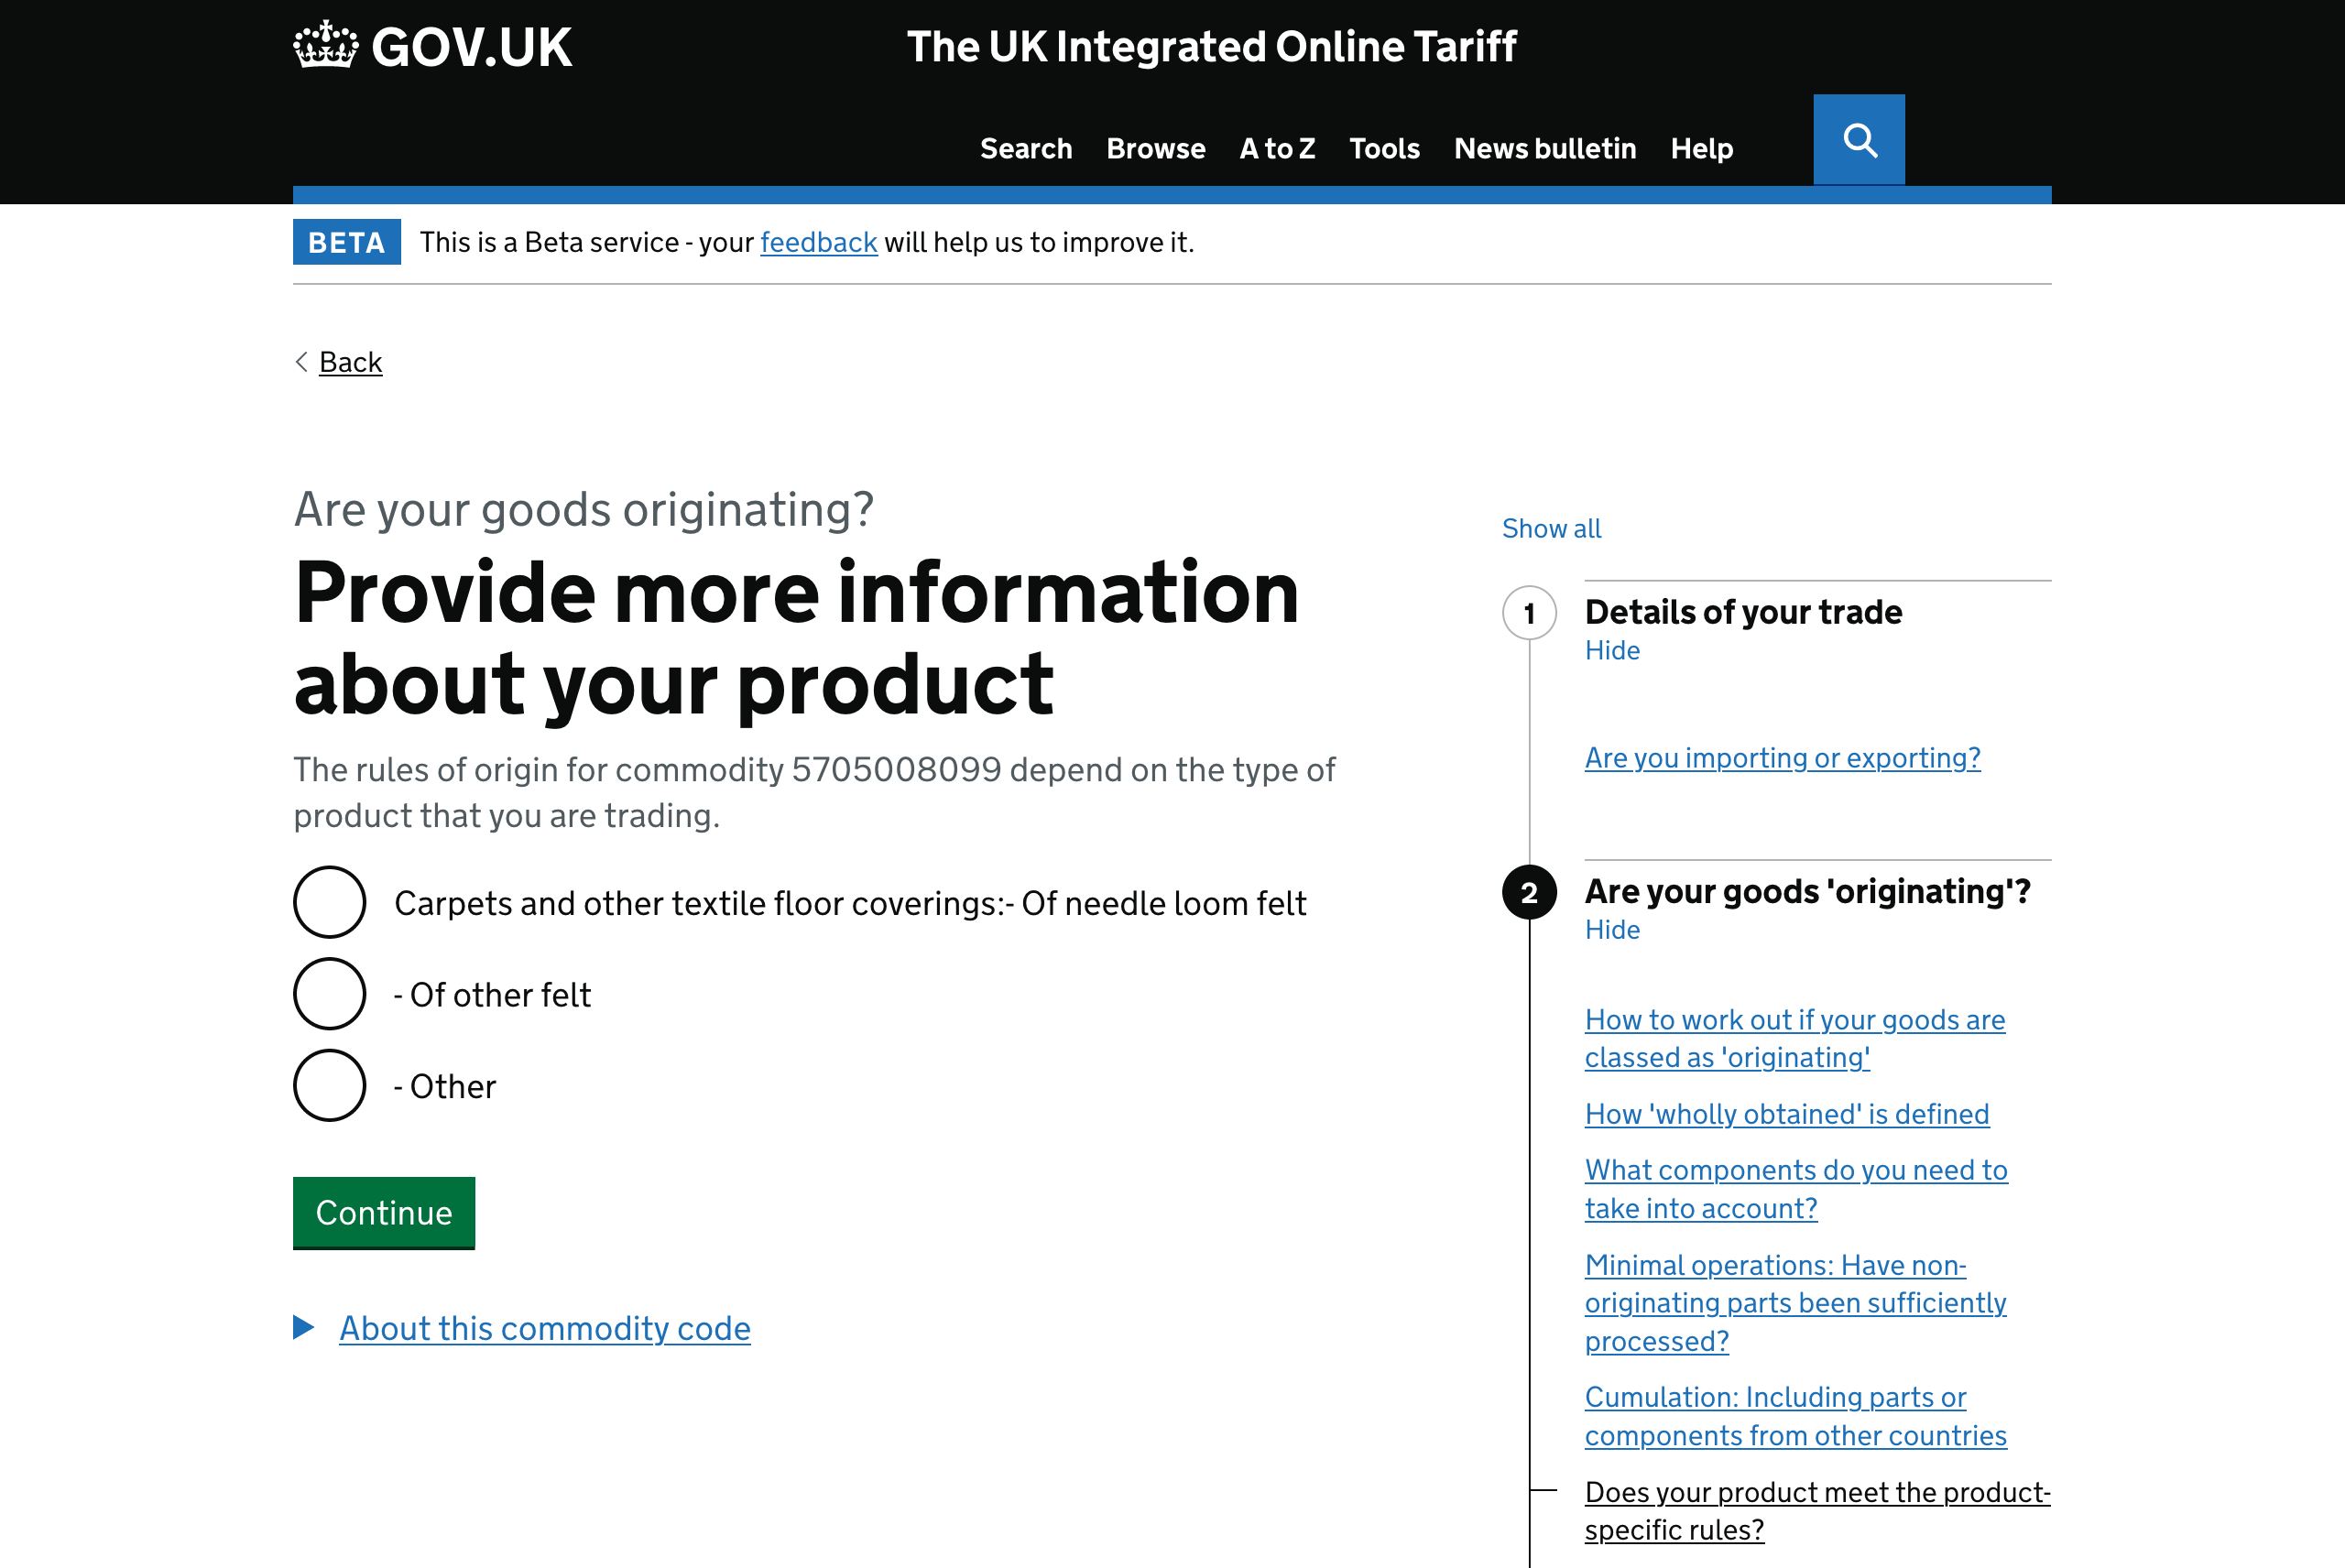 GOV.UK
The UK Integrated Online Tariff
Search Browse A to Z Tools News bulletin Help
BETA This is a Beta service - your feedback will help us to improve it.
Back
Are your goods originating?
Provide more information
about your product
The rules of origin for commodity 5705008099 depend on the type of
product that you are trading.
Carpets and other textile floor coverings:- Of needle loom felt
- Of other felt
- Other
Continue
About this commodity code
Show all
1 Details of your trade
Hide
Are you importing or exporting?
2 Are your goods 'originating'?
Hide
How to work out if your goods are
classed as 'originating'
How 'wholly obtained' is defined
What components do you need to
take into account?
Minimal operations: Have non-
originating parts been sufficiently
processed?
Cumulation: Including parts or
components from other countries
Does your product meet the product-
specific rules?